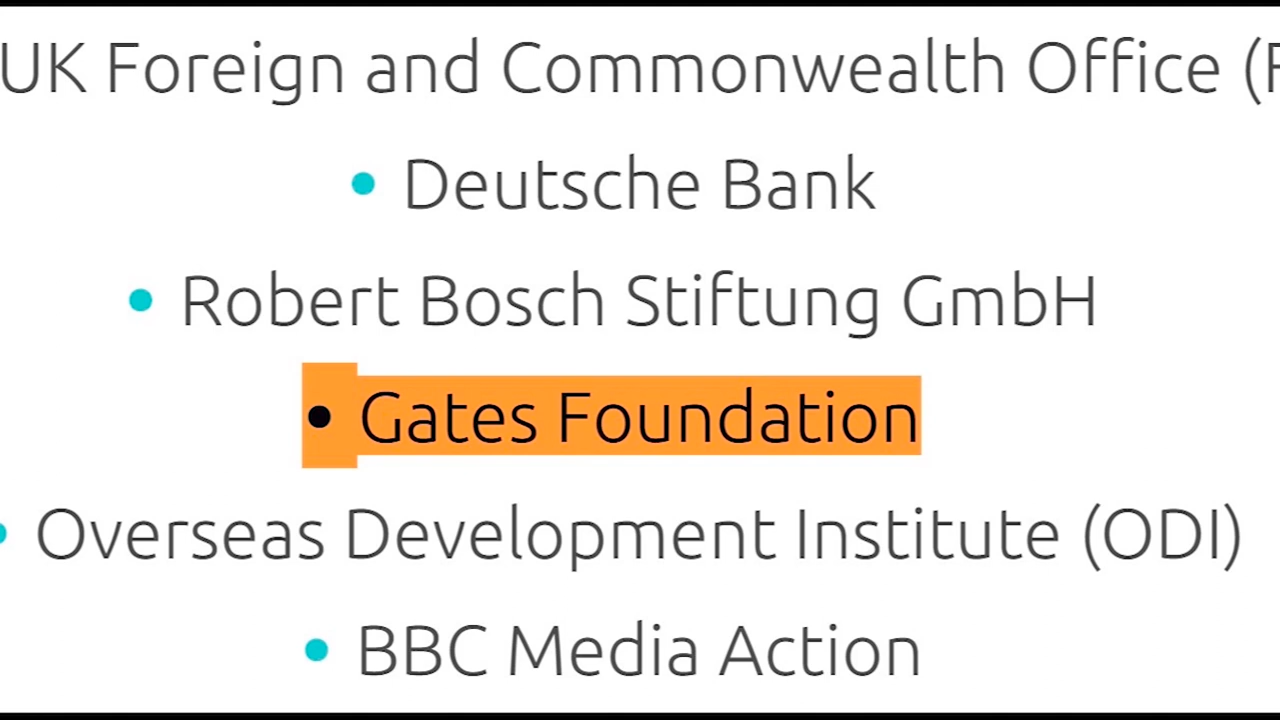 UK Foreign and Commonwealth Office (F
• Deutsche Bank
• Robert Bosch Stiftung GmbH
• Gates Foundation
• Overseas Development Institute (ODI)
• BBC Media Action